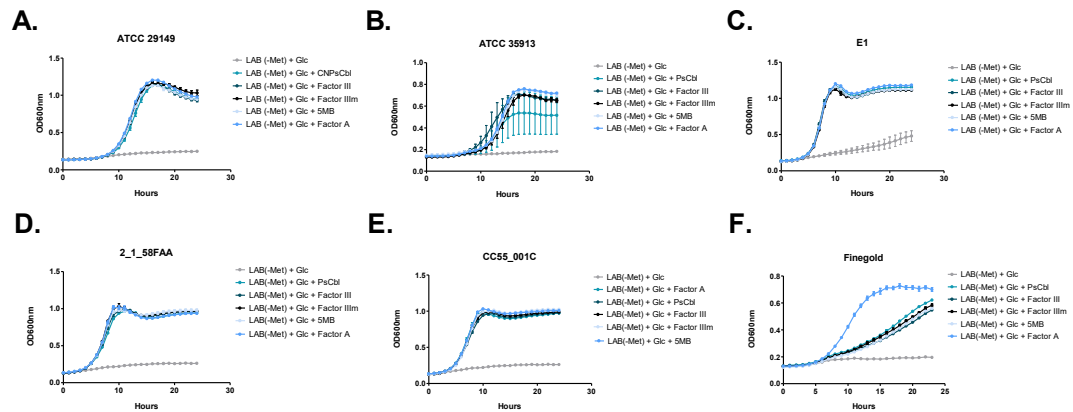 A.
ATCC 29149
OD600nm
1.5
1.0
0.5
0.0
0
10
20
30
Hours
LAB (-Met) + Glc
LAB (-Met) + Glc + CNPsCbl
LAB (-Met) + Glc + Factor III
LAB (-Met) + Glc + Factor IIIm
LAB (-Met) + Glc + 5MB
LAB (-Met) + Glc + Factor A
B.
ATCC 35913
OD600nm
1.0
0.8
0.6
0.4
0.2
0.0
0
10
20
30
Hours
LAB (-Met) + Glc
LAB (-Met) + Glc + PsCbl
LAB (-Met) + Glc + Factor III
LAB (-Met) + Glc + Factor IIIm
LAB (-Met) + Glc + 5MB
LAB (-Met) + Glc + Factor A
C.
E1
OD600nm
1.5
1.0
0.5
0.0
0
10
20
30
Hours
LAB (-Met) + Glc
LAB (-Met) + Glc + PsCbl
LAB (-Met) + Glc + Factor III
LAB (-Met) + Glc + Factor IIIm
LAB (-Met) + Glc + 5MB
LAB (-Met) + Glc + Factor A
D.
2_1_58FAA
OD600nm
1.5
1.0
0.5
0.0
0
10
20
30
Hours
LAB(-Met) + Glc
LAB(-Met) + Glc + PsCbl
LAB(-Met) + Glc + Factor III
LAB(-Met) + Glc + Factor IIIm
LAB(-Met) + Glc + 5MB
LAB(-Met) + Glc + Factor A
E.
CC55_001C
OD600nm
1.5
1.0
0.5
0.0
0
10
20
30
Hours
LAB(-Met) + Glc
LAB(-Met) + Glc + Factor A
LAB(-Met) + Glc + PsCbl
LAB(-Met) + Glc + Factor III
LAB(-Met) + Glc + Factor IIIm
LAB(-Met) + Glc + 5MB
F.
Finegold
OD600nm
0.8
0.6
0.4
0.2
0.0
0
5
10
15
20
25
Hours
LAB(-Met) + Glc
LAB(-Met) + Glc + PsCbl
LAB(-Met) + Glc + Factor III
LAB(-Met) + Glc + Factor IIIm
LAB(-Met) + Glc + 5MB
LAB(-Met) + Glc + Factor A